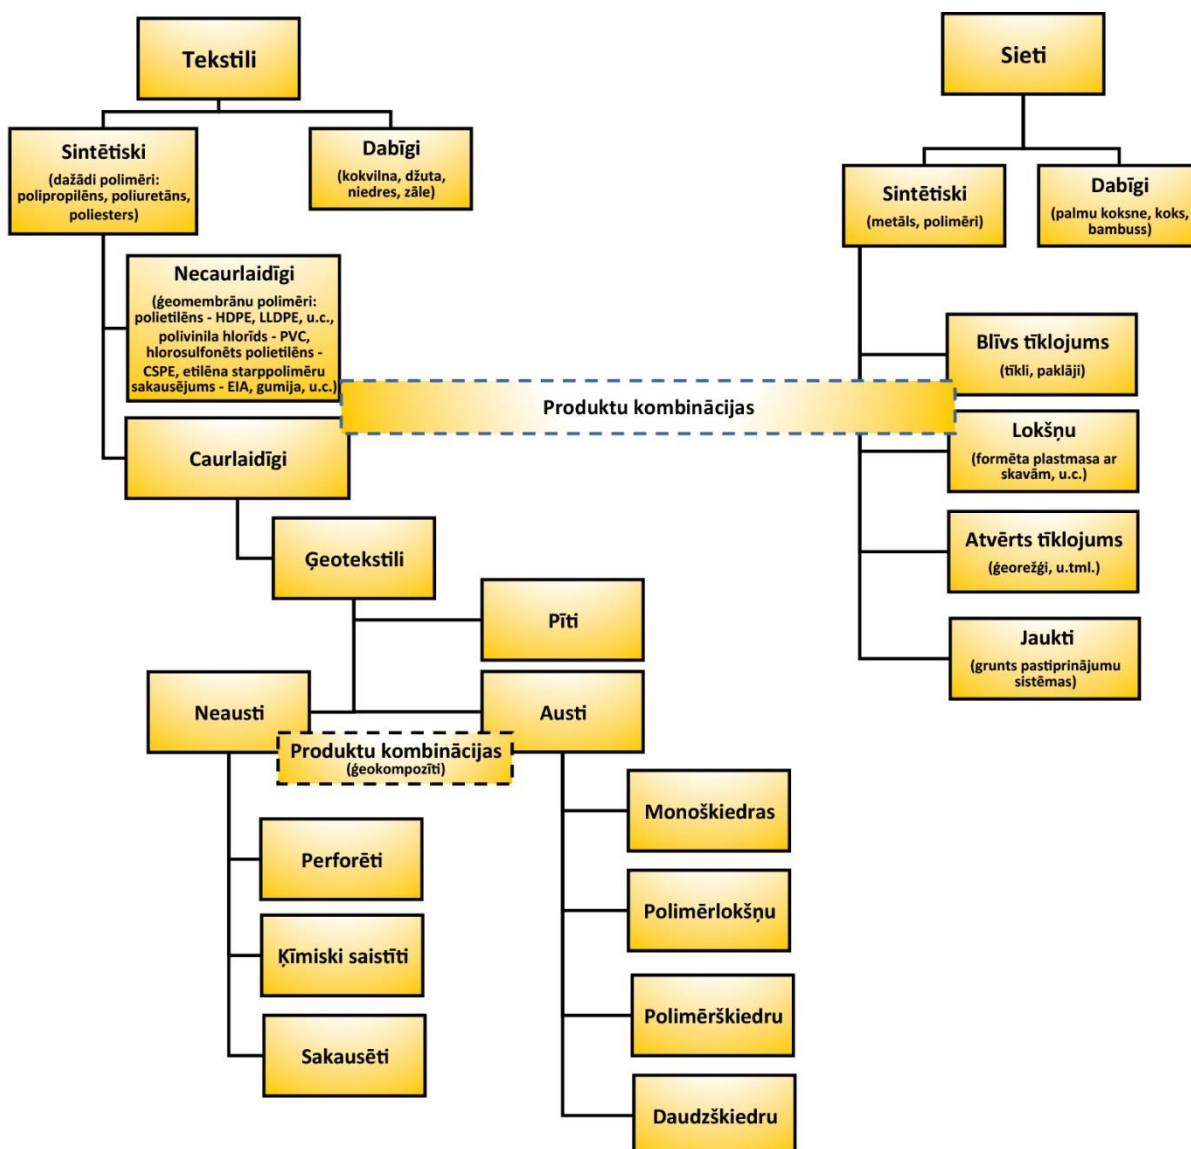 Tekstili
Sintētiski
(dažādi polimēri:
polipropilēns, poliuretāns,
poliesters)
Dabīgi
(kokvilna, džuta,
niedres, zāle)
Necaurlaidīgi
(ģeomembrānu polimēri:
polietilēns - HDPE, LLDPE, u.c.,
polivinila hlorīds - PVC,
hlorosulfonēts polietilēns -
CSPE, etilēna starppolimēru
sakausējums - EIA, gumija, u.c.)
Caurlaidīgi
Ģeotekstili
Pīti
Neausti
Austi
Produktu kombinācijas
(ģeokompozīti)
Perforēti
Ķīmiski saistīti
Sakausēti
Monoškiedras
Polimērlokšņu
Polimērškiedru
Daudzškiedru
Produktu kombinācijas
Sieti
Sintētiski
(metāls, polimēri)
Dabīgi
(palmu koksne, koks,
bambuss)
Blīvs tīklojums
(tīkli, paklāji)
Lokšņu
(formēta plastmasa ar
skavām, u.c.)
Atvērts tīklojums
(ģeorežģi, u.tml.)
Jaukti
(grunts pastiprinājumu
sistēmas)